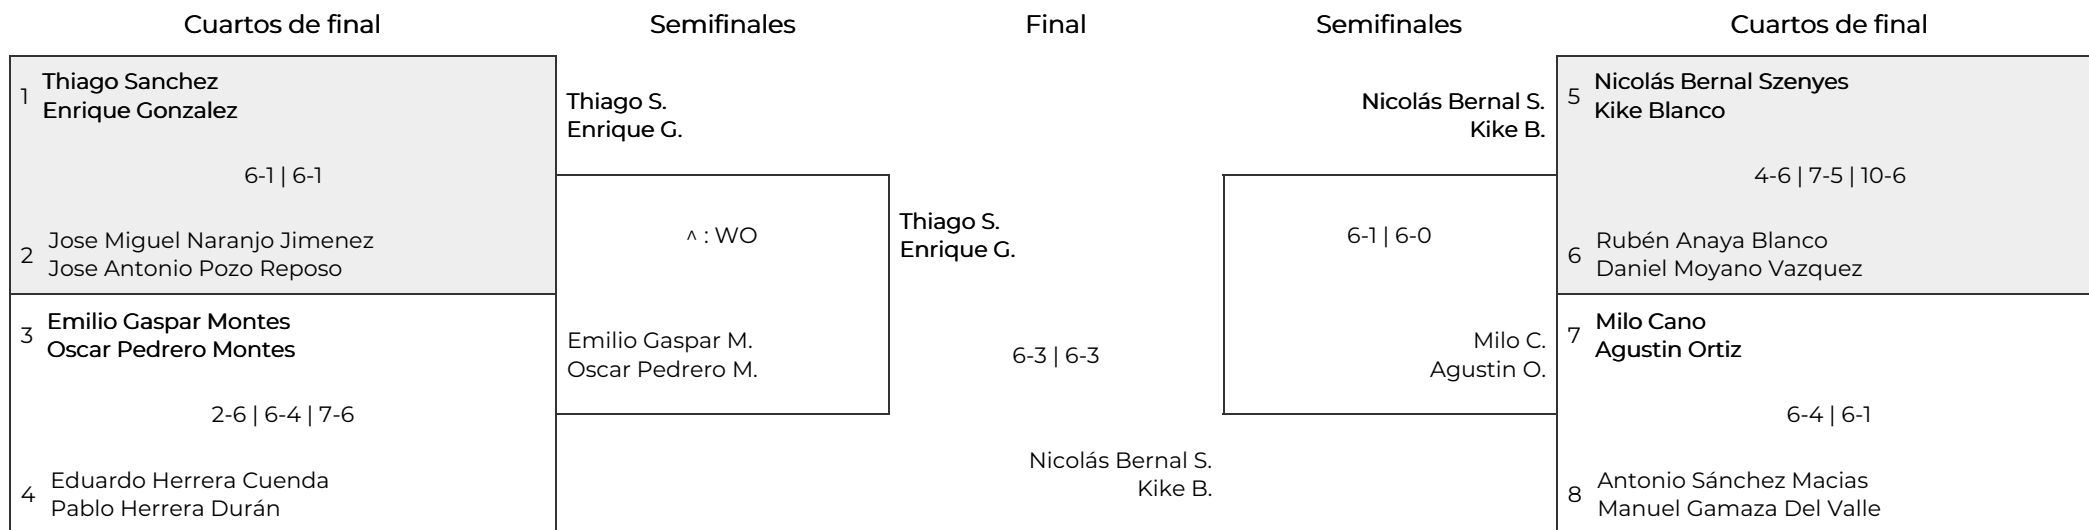 Cuartos de final
Semifinales
Final
Semifinales
Cuartos de final
1
Thiago Sanchez
Enrique Gonzalez
6-1 | 6-1
2
Jose Miguel Naranjo Jimenez
Jose Antonio Pozo Reposo
3
Emilio Gaspar Montes
Oscar Pedrero Montes
2-6 | 6-4 | 7-6
4
Eduardo Herrera Cuenda
Pablo Herrera Durán
Thiago S.
Enrique G.
^ : WO
Emilio Gaspar M.
Oscar Pedrero M.
Thiago S.
Enrique G.
6-3 | 6-3
Nicolás Bernal S.
Kike B.
Nicolás Bernal S.
Kike B.
6-1 | 6-0
Milo C.
Agustin O.
5
Nicolás Bernal Szenyes
Kike Blanco
4-6 | 7-5 | 10-6
6
Rubén Anaya Blanco
Daniel Moyano Vazquez
7
Milo Cano
Agustin Ortiz
6-4 | 6-1
8
Antonio Sánchez Macias
Manuel Gamaza Del Valle